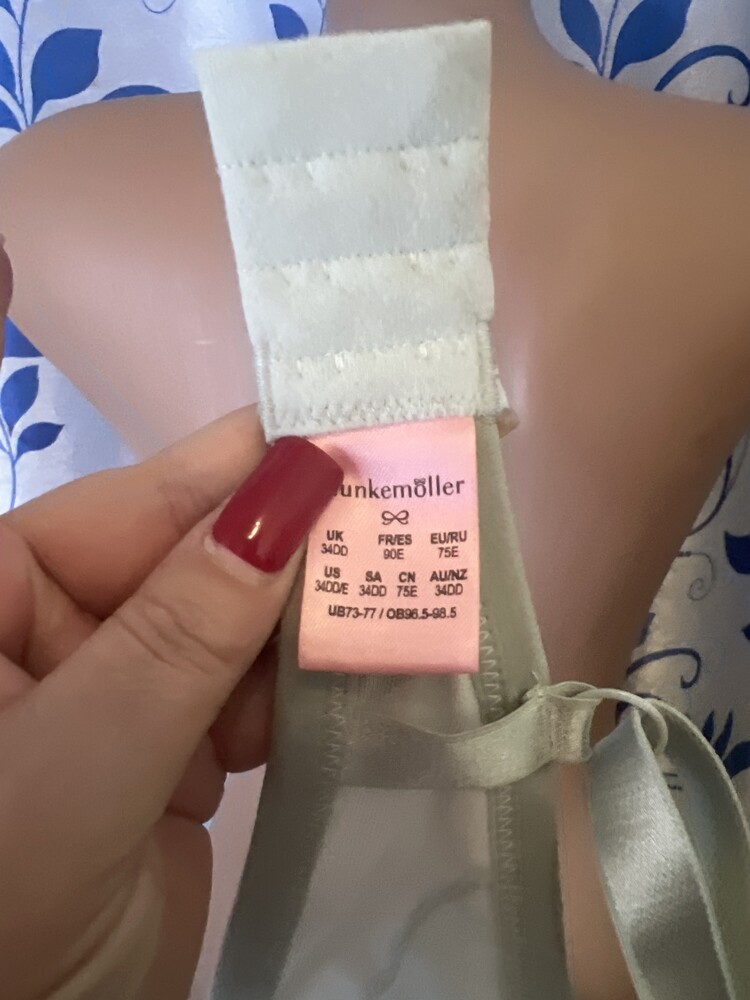 unkemöller
UK FR/ES EU/RU
34DD 90E 75E
US SA CN AU/NZ
34DD/E 34DD 75E 34DD
UB73-77 / OB96.5-98.5